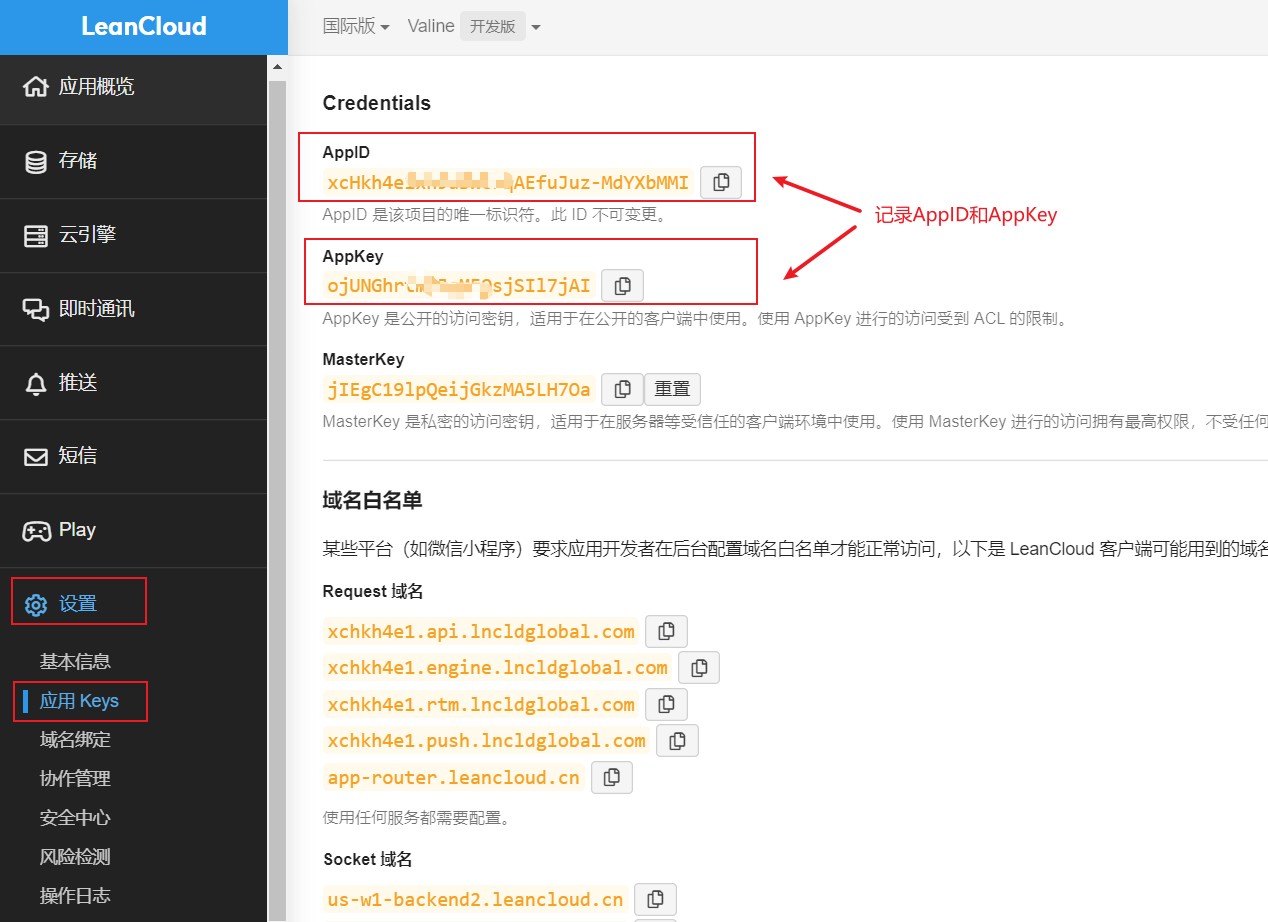 LeanCloud
国际版 Valine 开发版
应用概览
存储
云引擎
即时通讯
推送
短信
Play
设置
基本信息
应用 Keys
域名绑定
协作管理
安全中心
风险检测
操作日志
Credentials
AppID
AppID 是该项目的唯一标识符。此 ID 不可变更。
记录AppID和AppKey
AppKey
AppKey 是公开的访问密钥，适用于在公开的客户端中使用。使用 AppKey 进行的访问受到 ACL 的限制。
MasterKey
jIEgC19lpQeijGkzMA5LH7Oa 重置
MasterKey 是私密的访问密钥，适用于在服务器等受信任的客户端环境中使用。使用 MasterKey 进行的访问拥有最高权限，不受任何
域名白名单
某些平台（如微信小程序）要求应用开发者在后台配置域名白名单才能正常访问，以下是 LeanCloud 客户端可能用到的域名
Request 域名
xchkh4e1.api.lncldglobal.com
xchkh4e1.engine.lncldglobal.com
xchkh4e1.rtm.lncldglobal.com
xchkh4e1.push.lncldglobal.com
app-router.leancloud.cn
使用任何服务都需要配置。
Socket 域名
us-w1-backend2.leancloud.cn